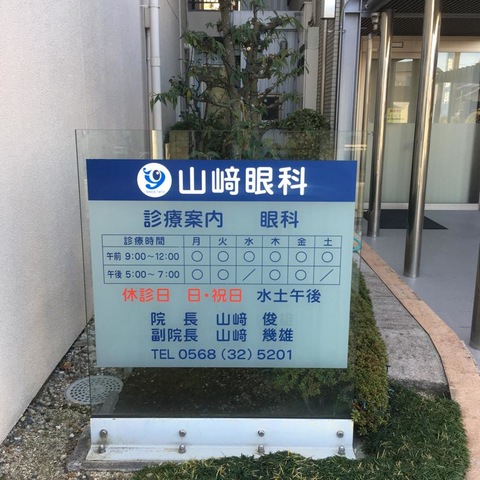 山﨑眼科
診療案内 眼科
診療時間 月 火 水 木 金 土
午前 9:00～12:00 ○ ○ ○ ○ ○ ○
午後 5:00～7:00 ○ ○ ／ ○ ○ ／
休診日 日・祝日 水土午後
院長 山﨑 俊
副院長 山﨑 幾雄
TEL 0568 (32) 5201